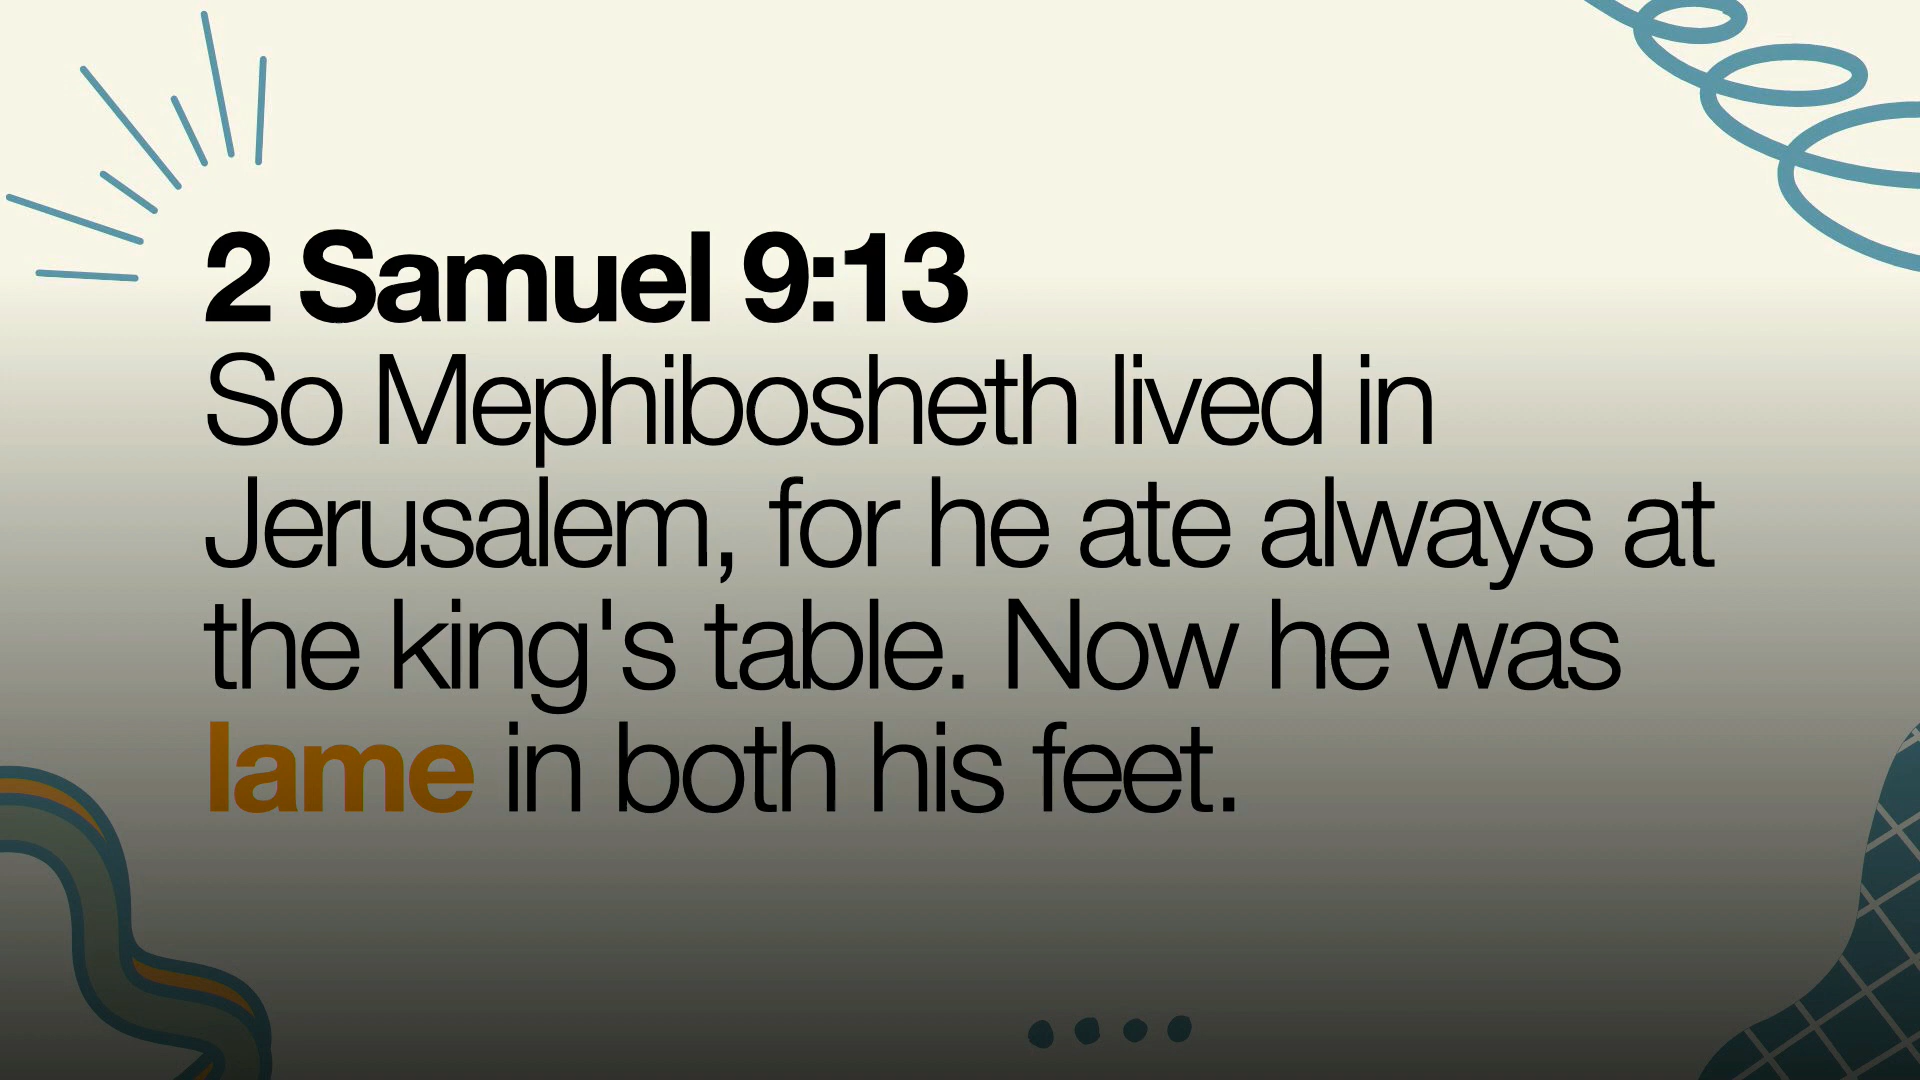 2 Samuel 9:13
So Mephibosheth lived in
Jerusalem, for he ate always at
the king's table. Now he was
lame in both his feet.